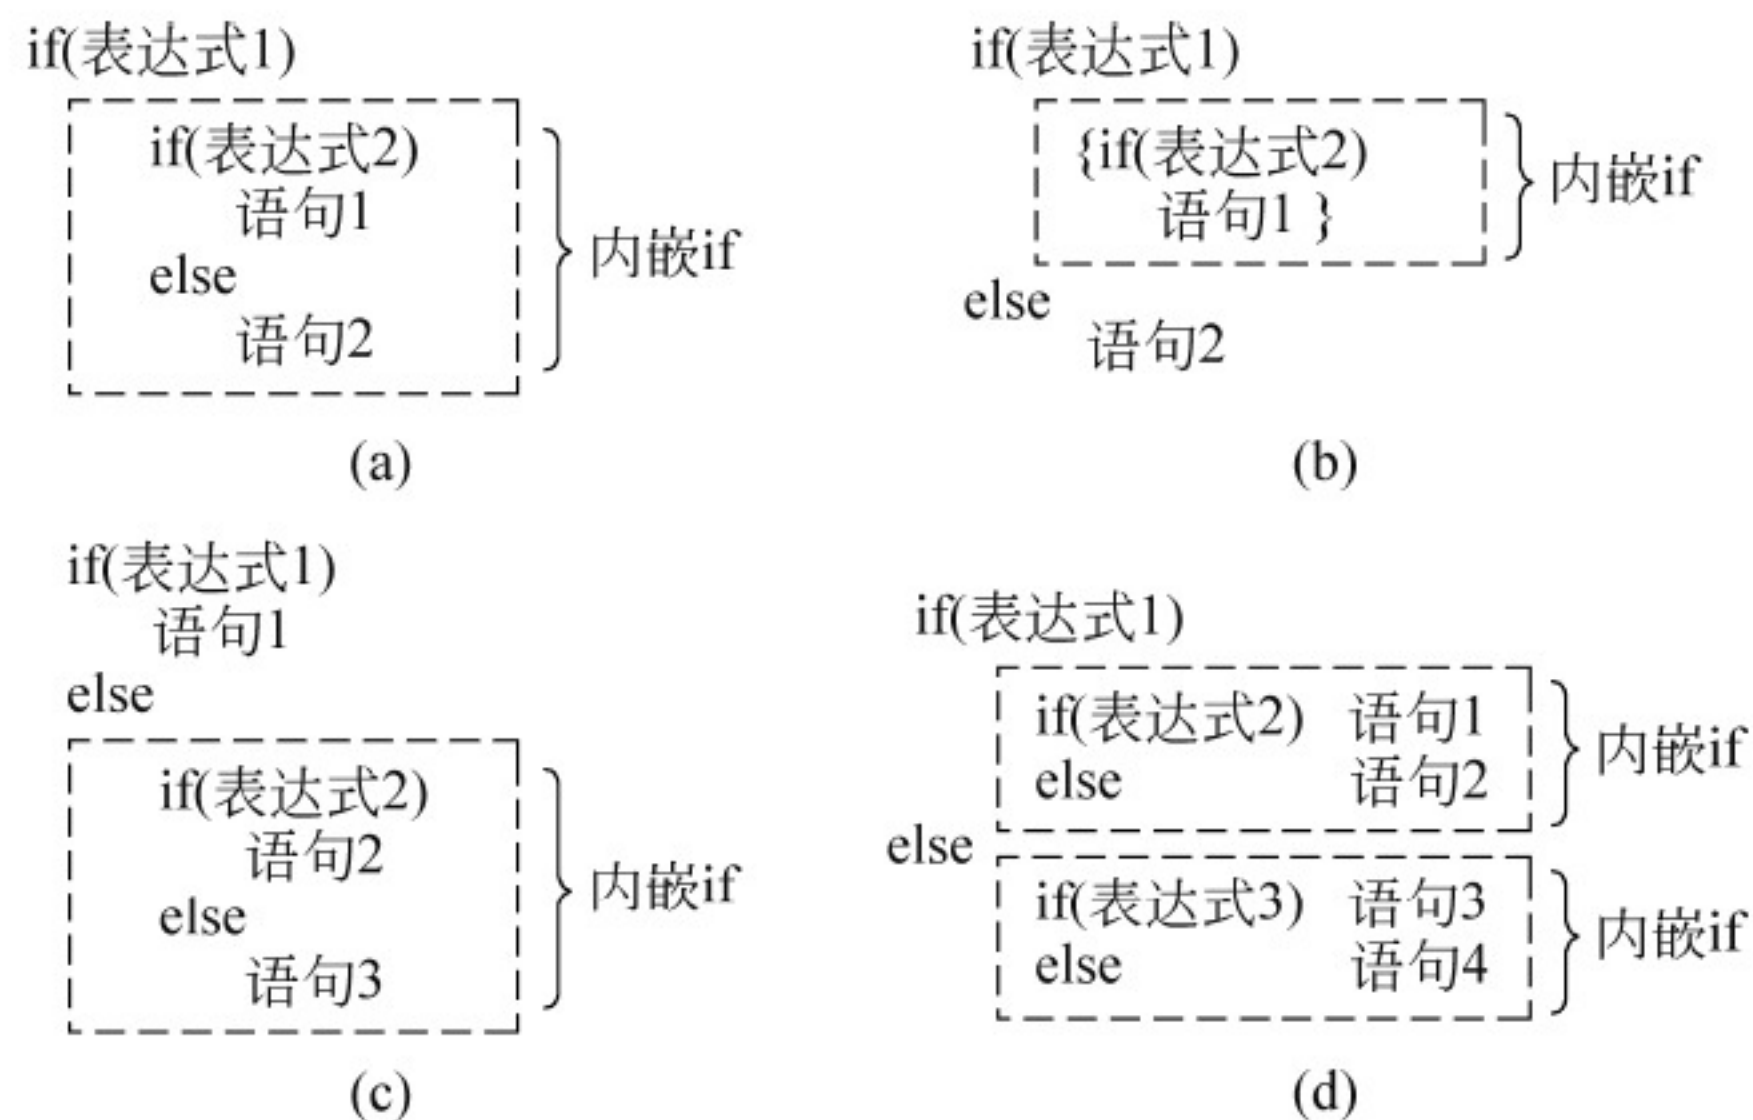 if(表达式1)
if(表达式2)
语句1
else
语句2
内嵌if
(a)
if(表达式1)
{if(表达式2)
语句1 }
内嵌if
else
语句2
(b)
if(表达式1)
语句1
else
if(表达式2)
语句2
else
语句3
内嵌if
(c)
if(表达式1)
if(表达式2) 语句1
else 语句2
内嵌if
else
if(表达式3) 语句3
else 语句4
内嵌if
(d)